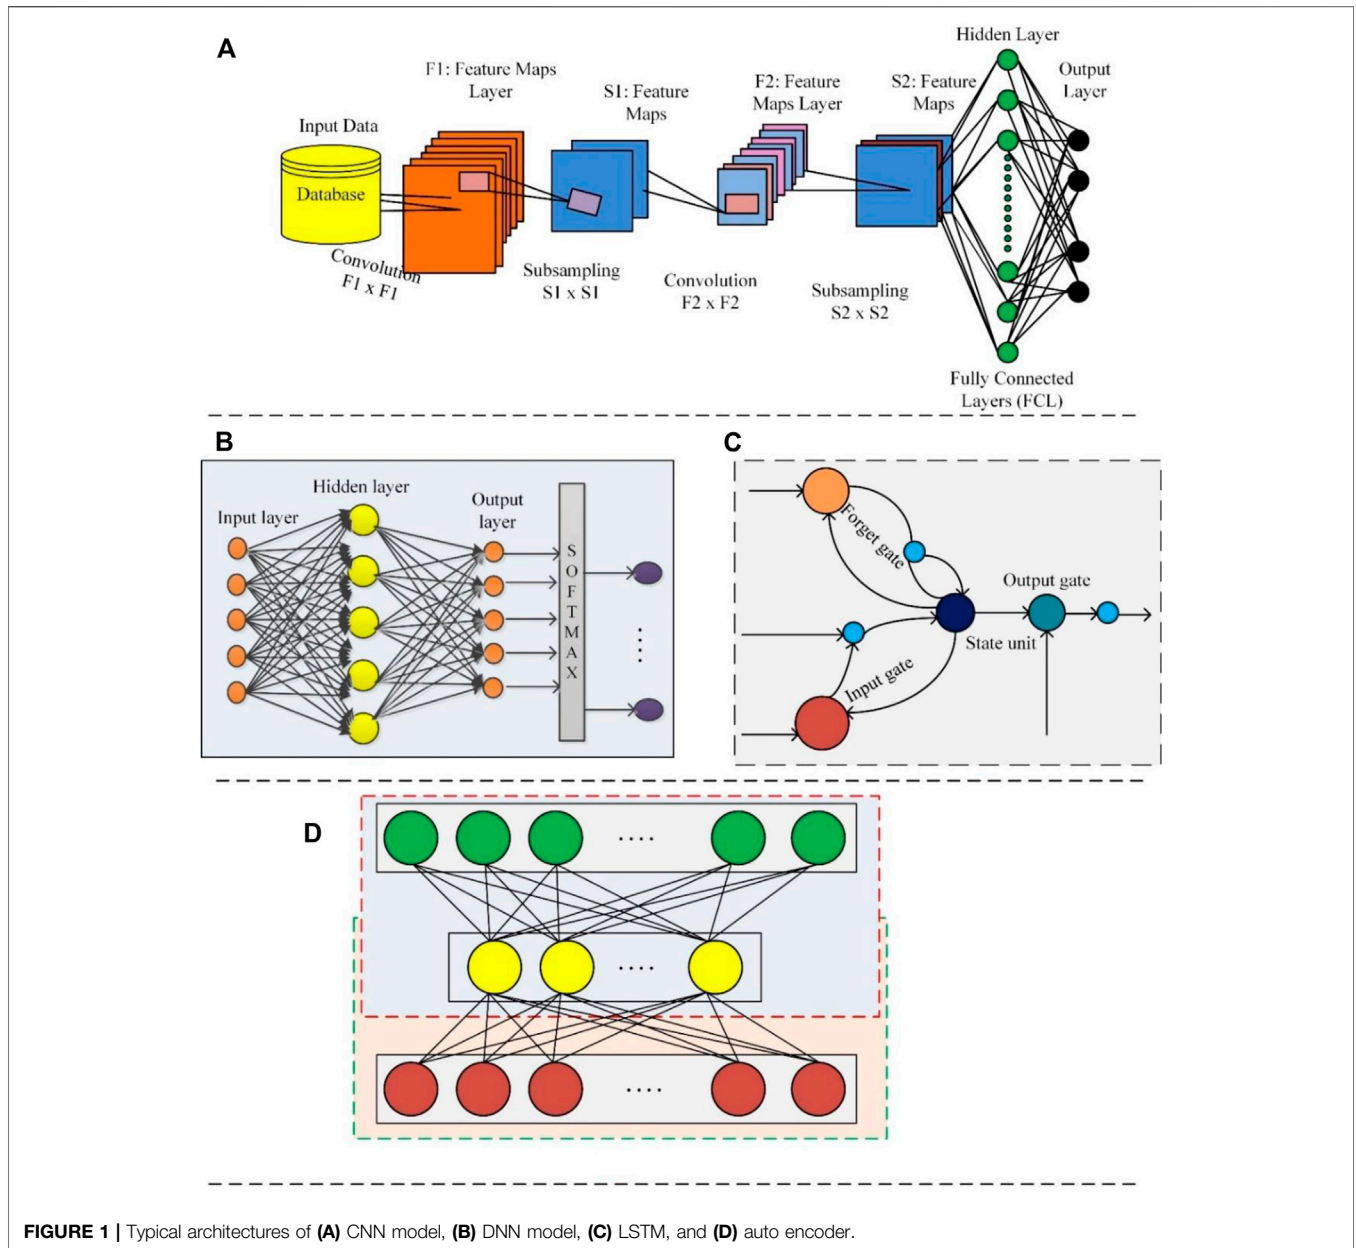 A
Hidden Layer
F1: Feature Maps
Layer
S1: Feature
Maps
F2: Feature
Maps Layer
S2: Feature
Maps
Output
Layer
Input Data
Database
Convolution
F1 x F1
Subsampling
S1 x S1
Convolution
F2 x F2
Subsampling
S2 x S2
Fully Connected
Layers (FCL)
B
Input layer
Hidden layer
Output
layer
S
O
F
T
M
A
X
C
Forget gate
Output gate
State unit
Input gate
D
FIGURE 1 | Typical architectures of (A) CNN model, (B) DNN model, (C) LSTM, and (D) auto encoder.